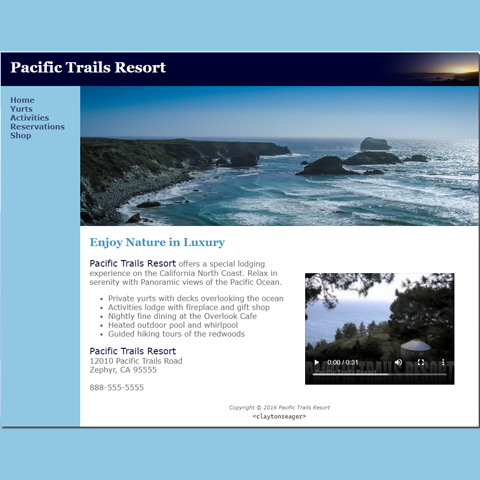 Pacific Trails Resort
Home
Yurts
Activities
Reservations
Shop
Enjoy Nature in Luxury
Pacific Trails Resort offers a special lodging
experience on the California North Coast. Relax in
serenity with Panoramic views of the Pacific Ocean.
Private yurts with decks overlooking the ocean
Activities lodge with fireplace and gift shop
Nightly fine dining at the Overlook Cafe
Heated outdoor pool and whirlpool
Guided hiking tours of the redwoods
Pacific Trails Resort
12010 Pacific Trails Road
Zephyr, CA 95555
888-555-5555
0:00 / 0:31
Copyright © 2016 Pacific Trails Resort
<claytonseager>